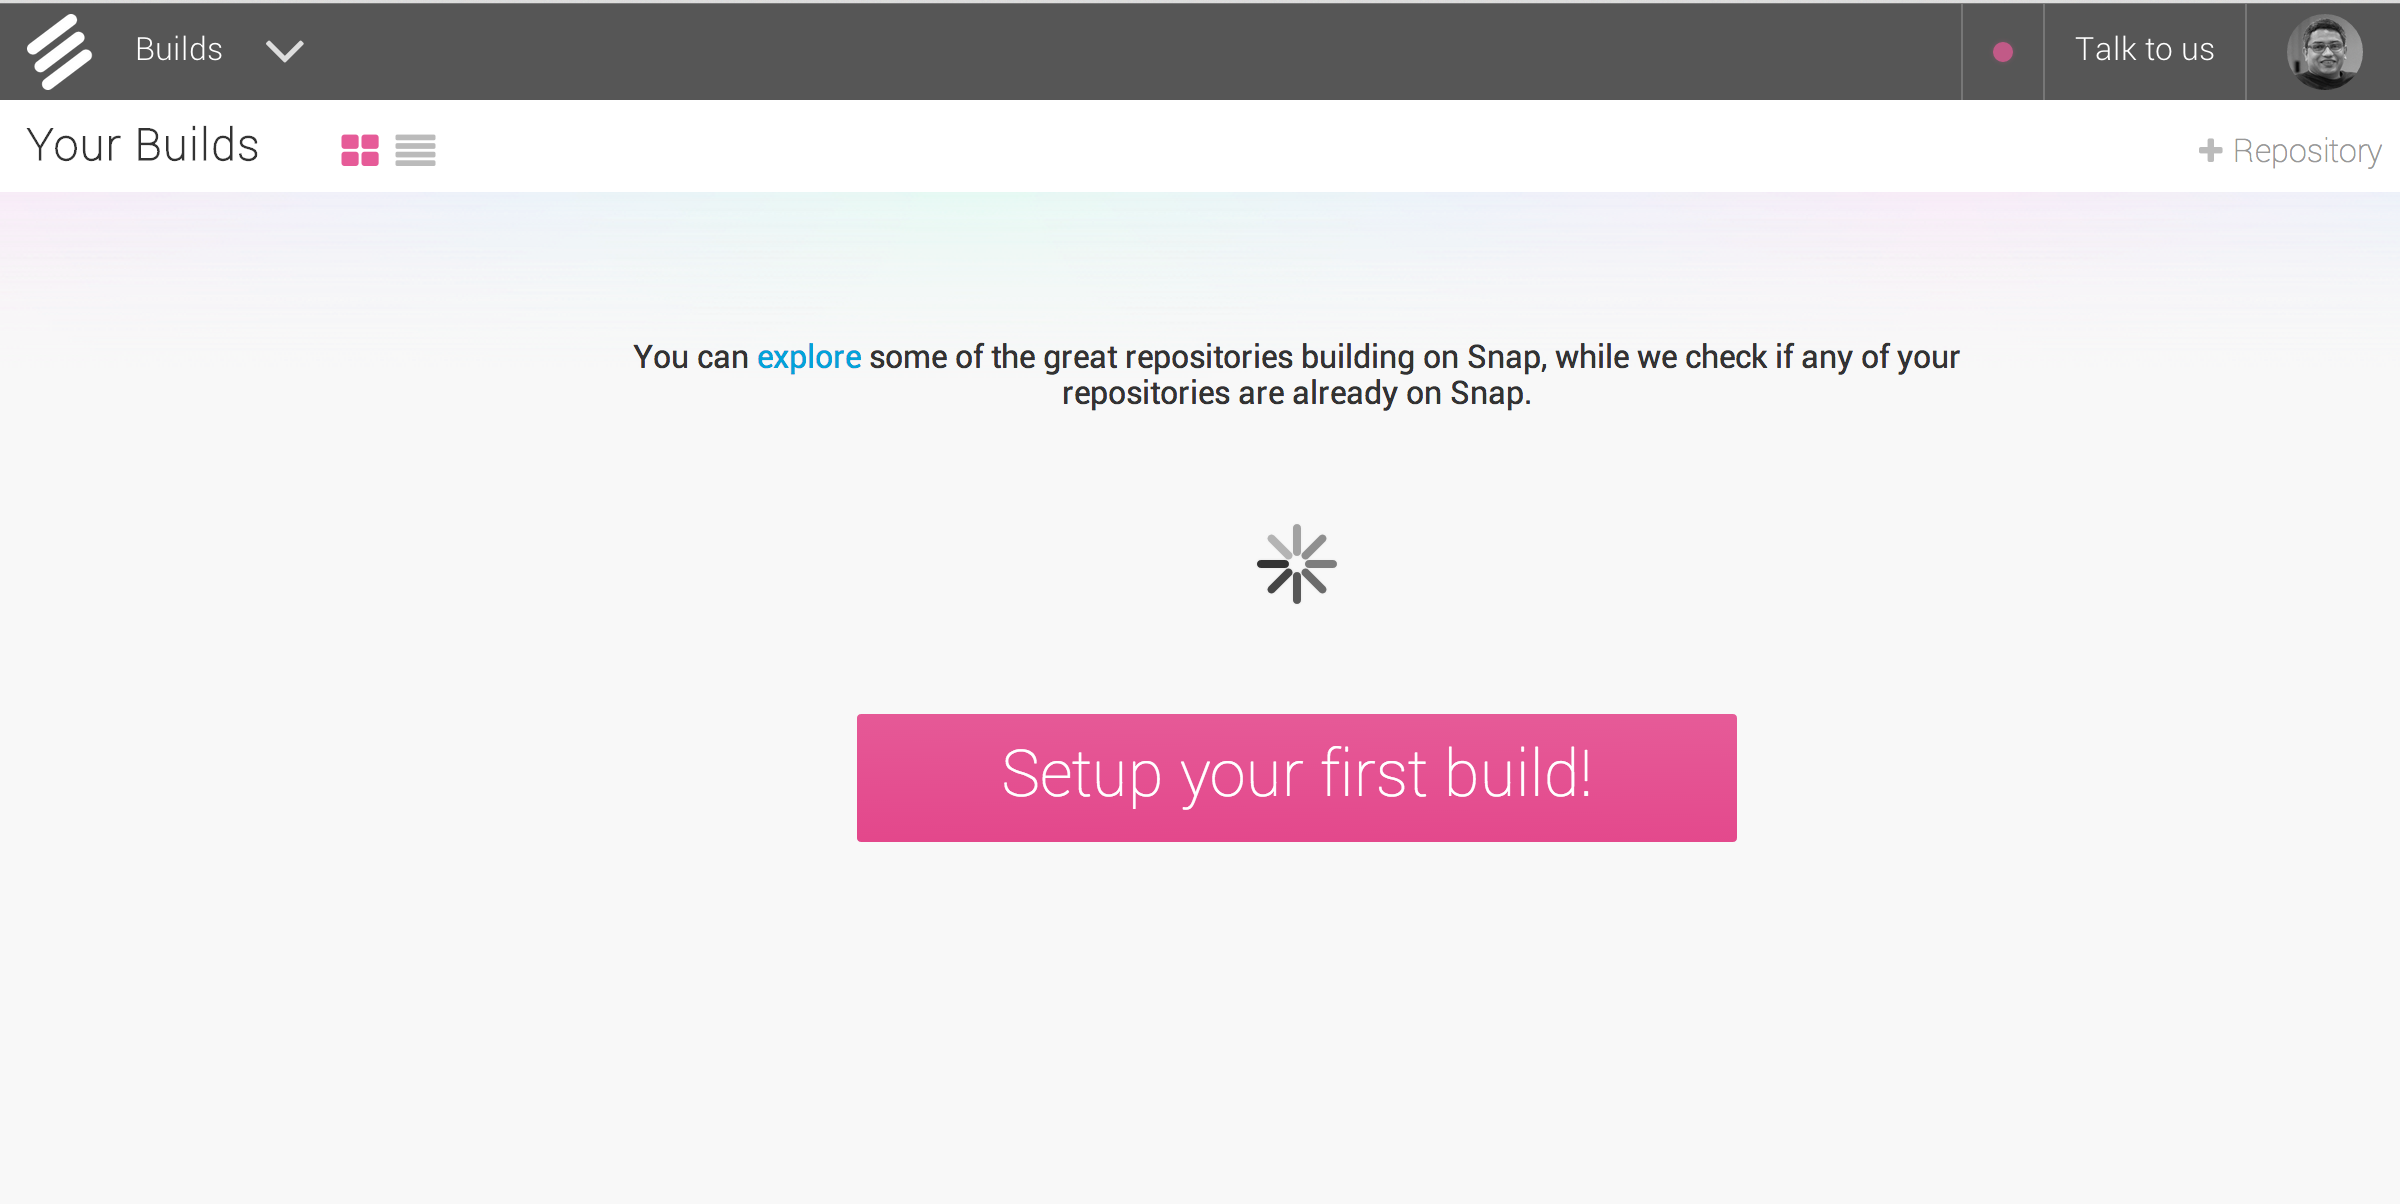 Builds
Talk to us
Your Builds
Repository
You can explore some of the great repositories building on Snap, while we check if any of your
repositories are already on Snap.
Setup your first build!